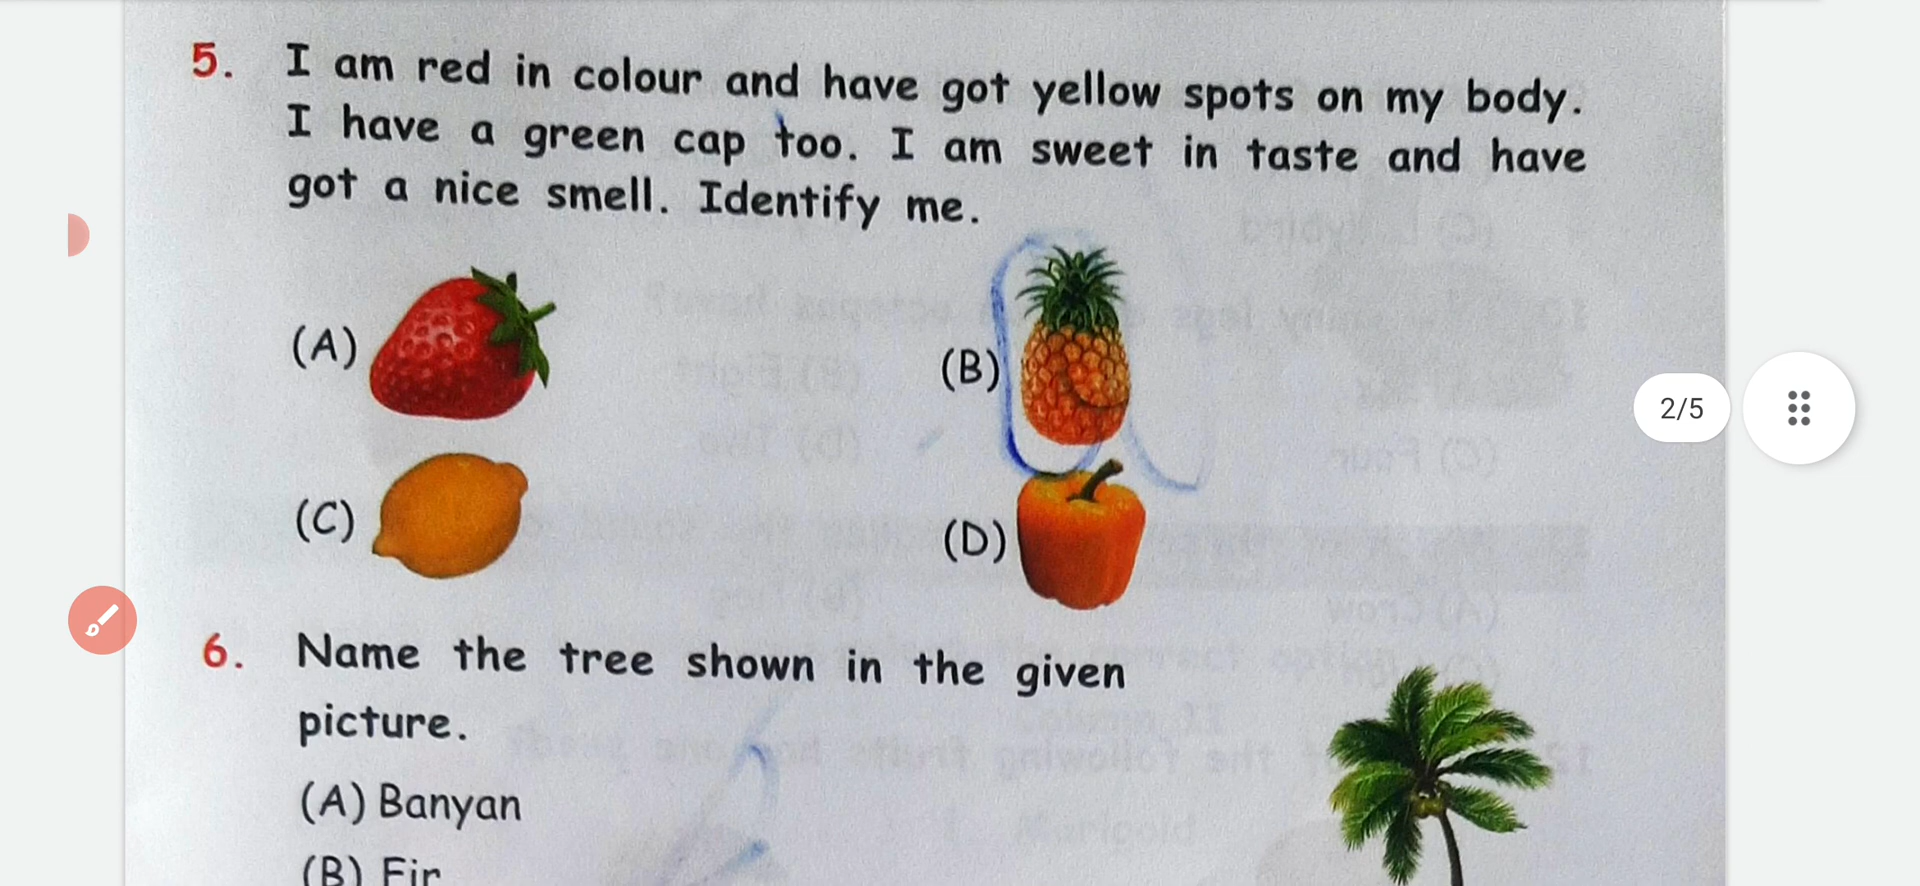 5. I am red in colour and have got yellow spots on my body.
I have a green cap too. I am sweet in taste and have
got a nice smell. Identify me.
(A)
(B)
(C)
(D)
2/5
6. Name the tree shown in the given
picture.
(A) Banyan
(B) Fir